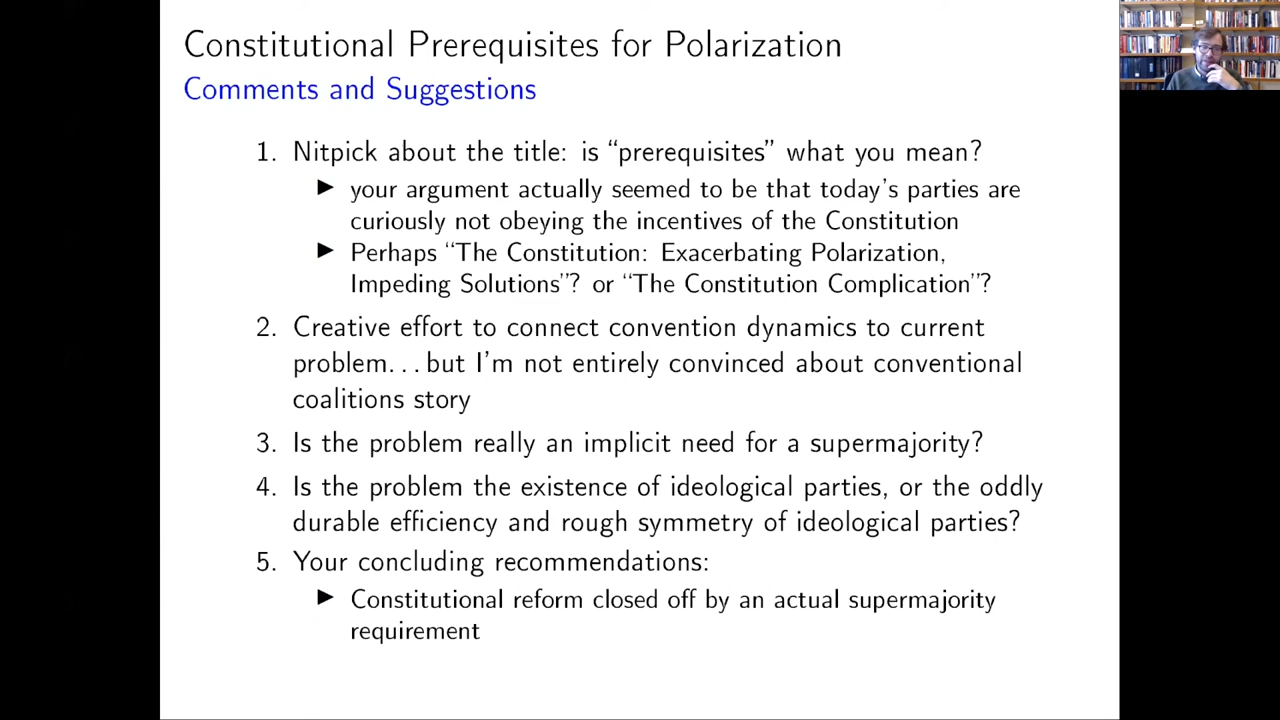 Constitutional Prerequisites for Polarization
Comments and Suggestions
1. Nitpick about the title: is “prerequisites” what you mean?
▶ your argument actually seemed to be that today’s parties are
curiously not obeying the incentives of the Constitution
▶ Perhaps “The Constitution: Exacerbating Polarization,
Impeding Solutions”? or “The Constitution Complication”?
2. Creative effort to connect convention dynamics to current
problem. . . but I’m not entirely convinced about conventional
coalitions story
3. Is the problem really an implicit need for a supermajority?
4. Is the problem the existence of ideological parties, or the oddly
durable efficiency and rough symmetry of ideological parties?
5. Your concluding recommendations:
▶ Constitutional reform closed off by an actual supermajority
requirement